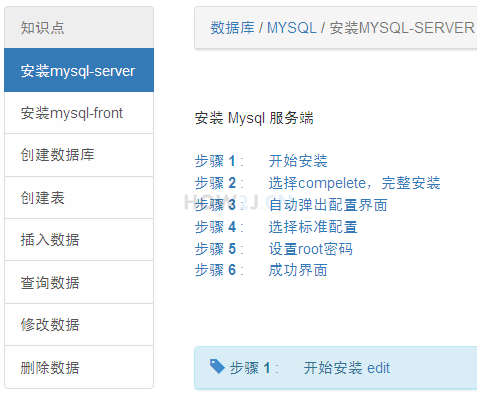 知识点
安装mysql-server
安装mysql-front
创建数据库
创建表
插入数据
查询数据
修改数据
删除数据
数据库 / MYSQL / 安装MYSQL-SERVER
安装 Mysql 服务端
步骤 1 : 开始安装
步骤 2 : 选择compelete，完整安装
步骤 3 : 自动弹出配置界面
步骤 4 : 选择标准配置
步骤 5 : 设置root密码
步骤 6 : 成功界面
步骤 1 : 开始安装 edit